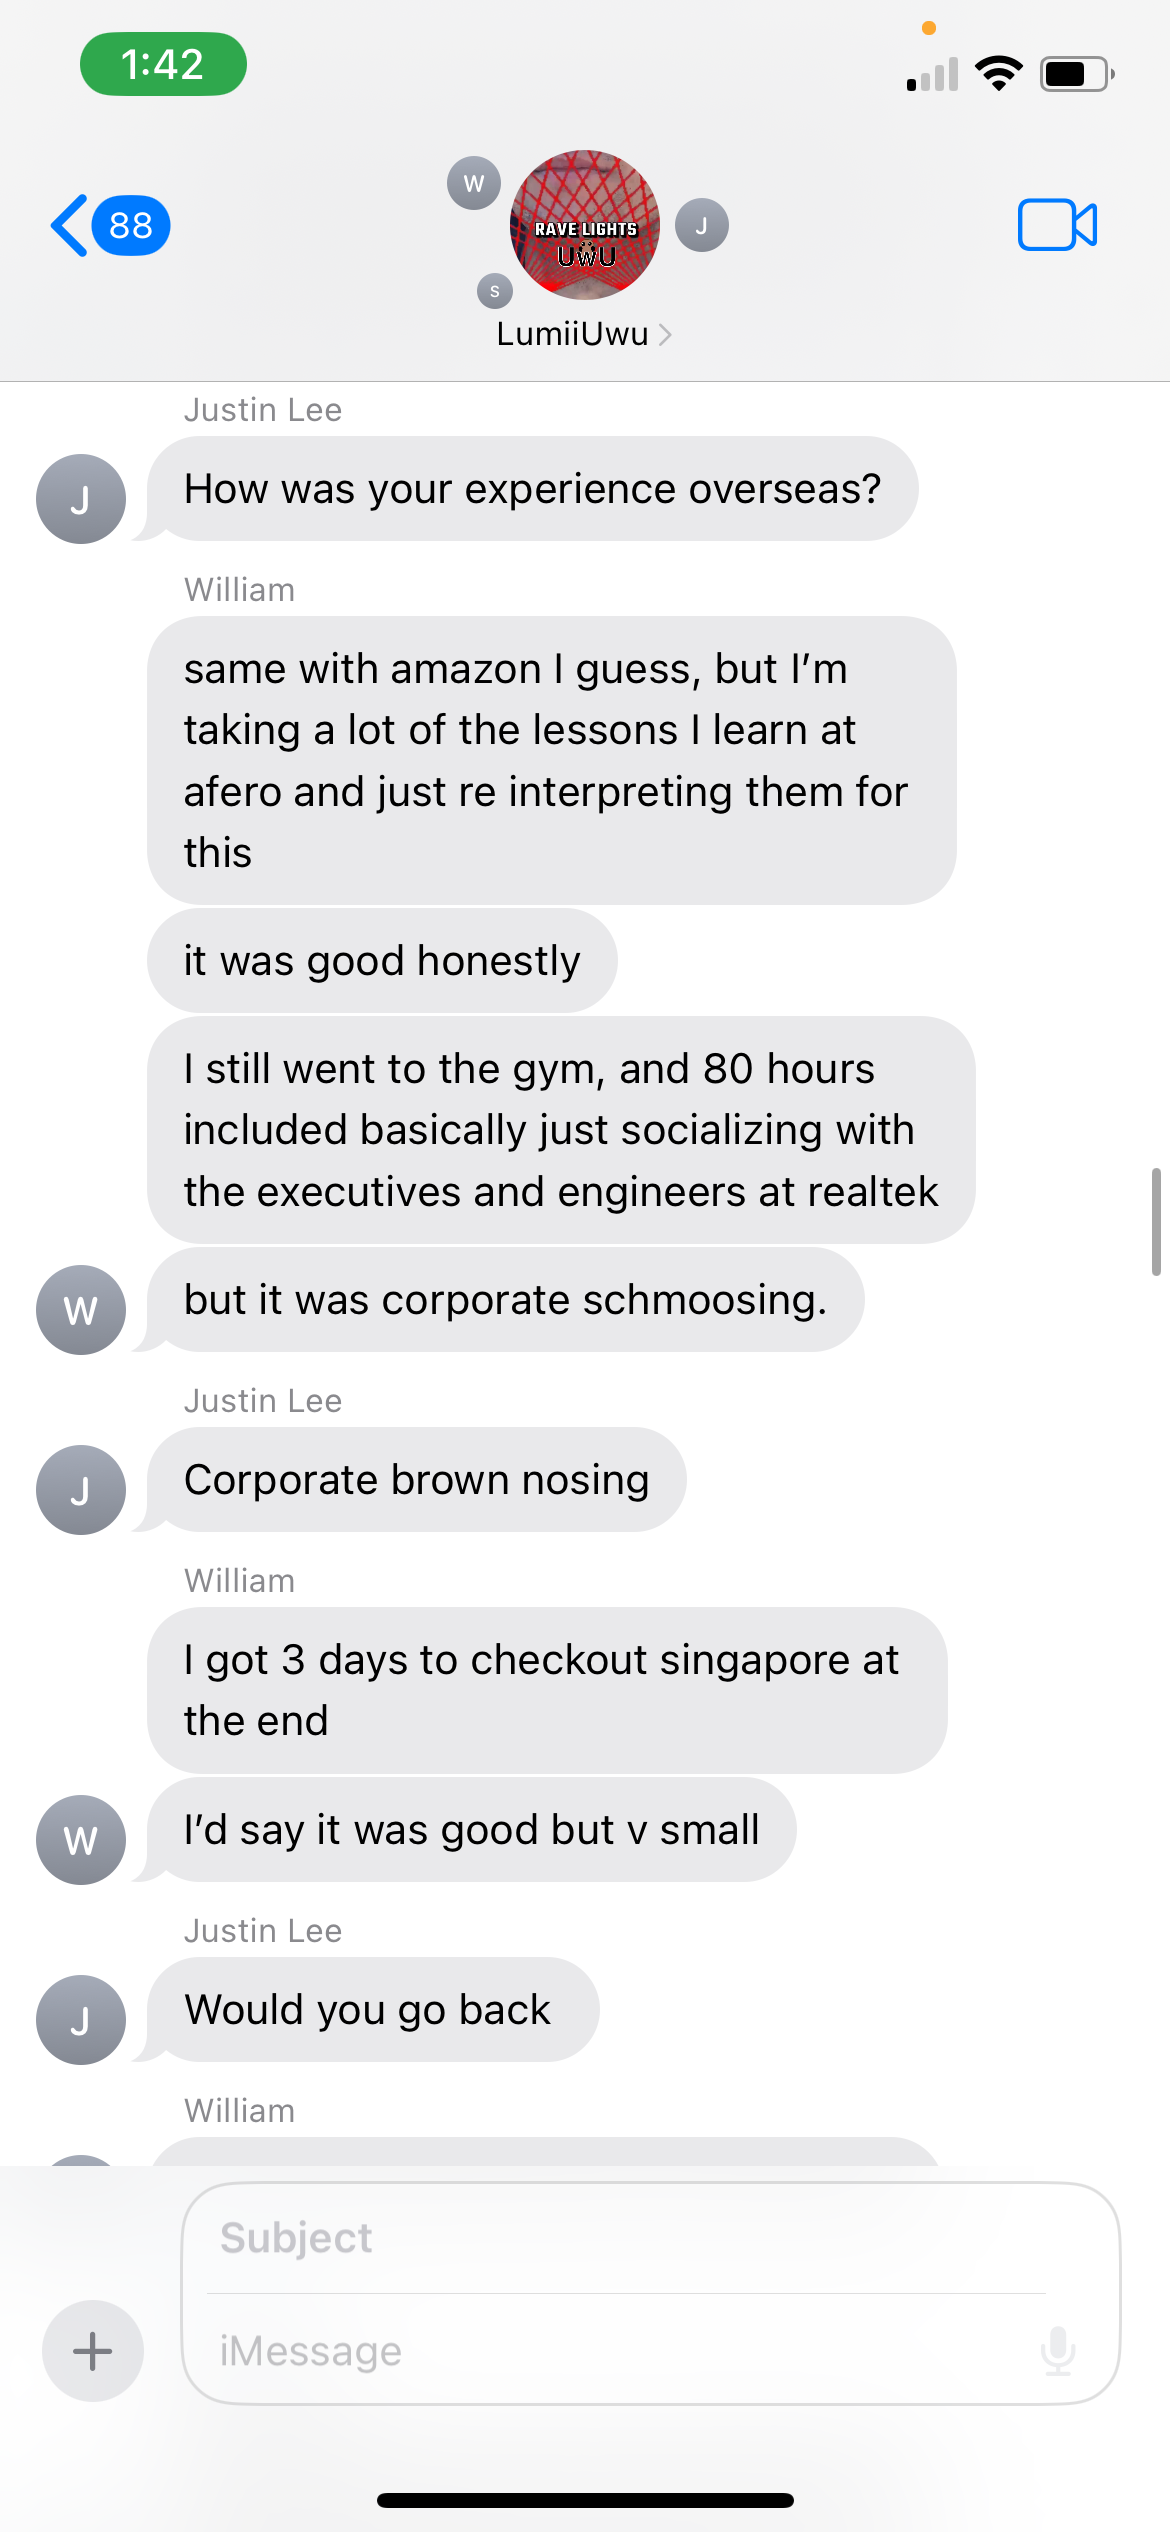 1:42
88
W
J
S
RAVE LIGHTS
UWU
LumiiUwu
Justin Lee
J
How was your experience overseas?
William
same with amazon I guess, but I’m
taking a lot of the lessons I learn at
afero and just re interpreting them for
this
it was good honestly
I still went to the gym, and 80 hours
included basically just socializing with
the executives and engineers at realtek
W
but it was corporate schmoosing.
Justin Lee
J
Corporate brown nosing
William
I got 3 days to checkout singapore at
the end
W
I’d say it was good but v small
Justin Lee
J
Would you go back
William
Subject
iMessage